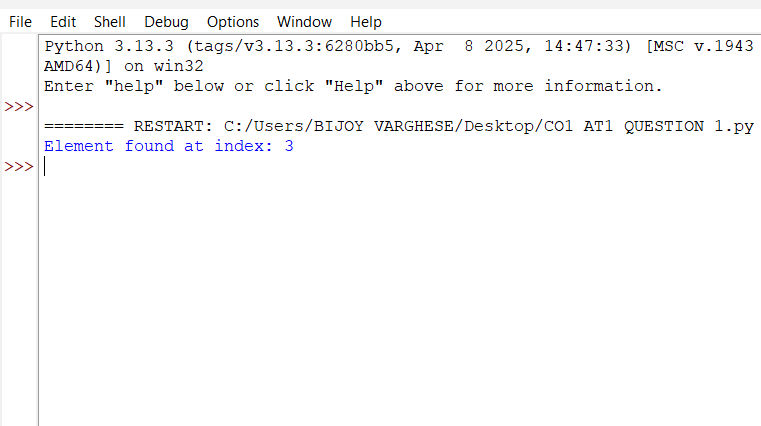 File Edit Shell Debug Options Window Help
Python 3.13.3 (tags/v3.13.3:6280bb5, Apr  8 2025, 14:47:33) [MSC v.1943
AMD64)] on win32
Enter "help" below or click "Help" above for more information.
>>>
======== RESTART: C:/Users/BIJOY VARGHESE/Desktop/CO1 AT1 QUESTION 1.py
Element found at index: 3
>>>